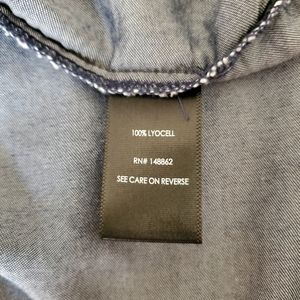 100% LYOCELL
RN# 148862
SEE CARE ON REVERSE